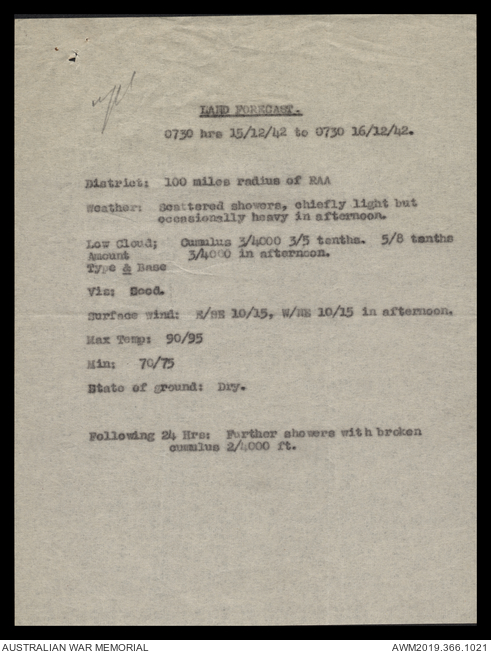 LAND FORECAST.
0730 hrs 15/12/42 to 0730 16/12/42.
District: 100 miles radius of RAA
Weather: Scattered showers, chiefly light but
occasionally heavy in afternoon.
Low Cloud; Cumulus 3/4000 3/5 tenths. 5/8 tenths
Amount 3/4000 in afternoon.
Type & Base
Vis: Good.
Surface wind: E/SE 10/15, W/NE 10/15 in afternoon.
Max Temp: 90/95
Min: 70/75
State of ground: Dry.
Following 24 Hrs: Further showers with broken
cumulus 2/4000 ft.
AUSTRALIAN WAR MEMORIAL
AWM2019.366.1021